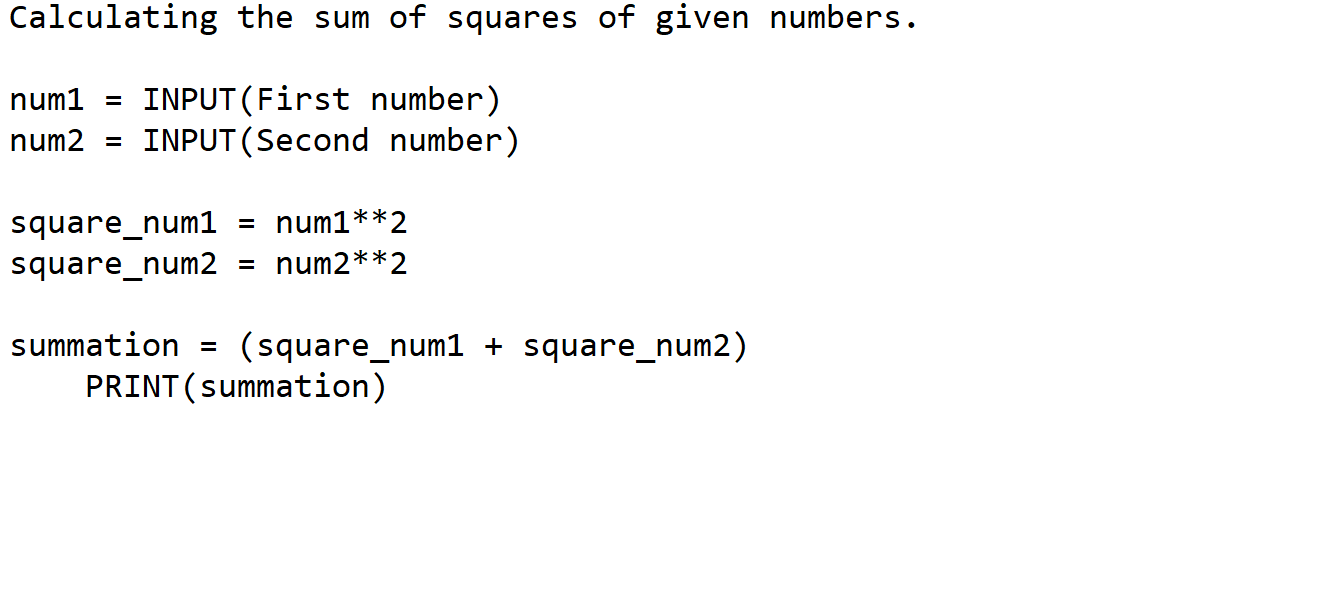 Calculating the sum of squares of given numbers.
num1 = INPUT(First number)
num2 = INPUT(Second number)
square_num1 = num1**2
square_num2 = num2**2
summation = (square_num1 + square_num2)
    PRINT(summation)